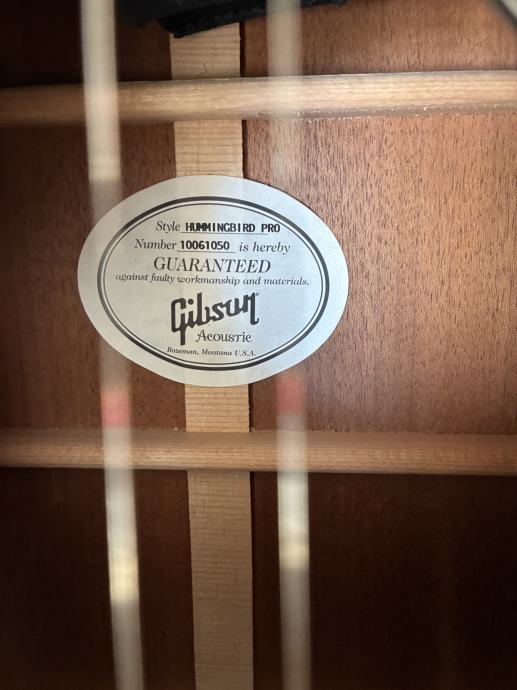 Style HUMMINGBIRD PRO
Number 10061050 is hereby
GUARANTEED
against faulty workmanship and materials.
Gibson
Acoustic
Bozeman, Montana U.S.A.